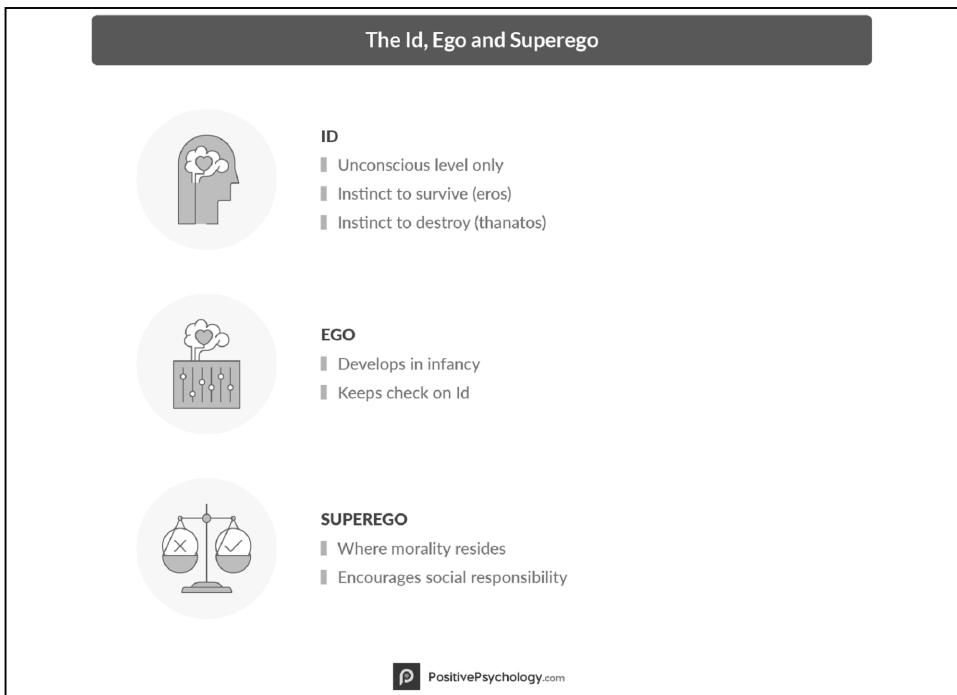 The Id, Ego and Superego
ID
Unconscious level only
Instinct to survive (eros)
Instinct to destroy (thanatos)
EGO
Develops in infancy
Keeps check on Id
SUPEREGO
Where morality resides
Encourages social responsibility
PositivePsychology.com